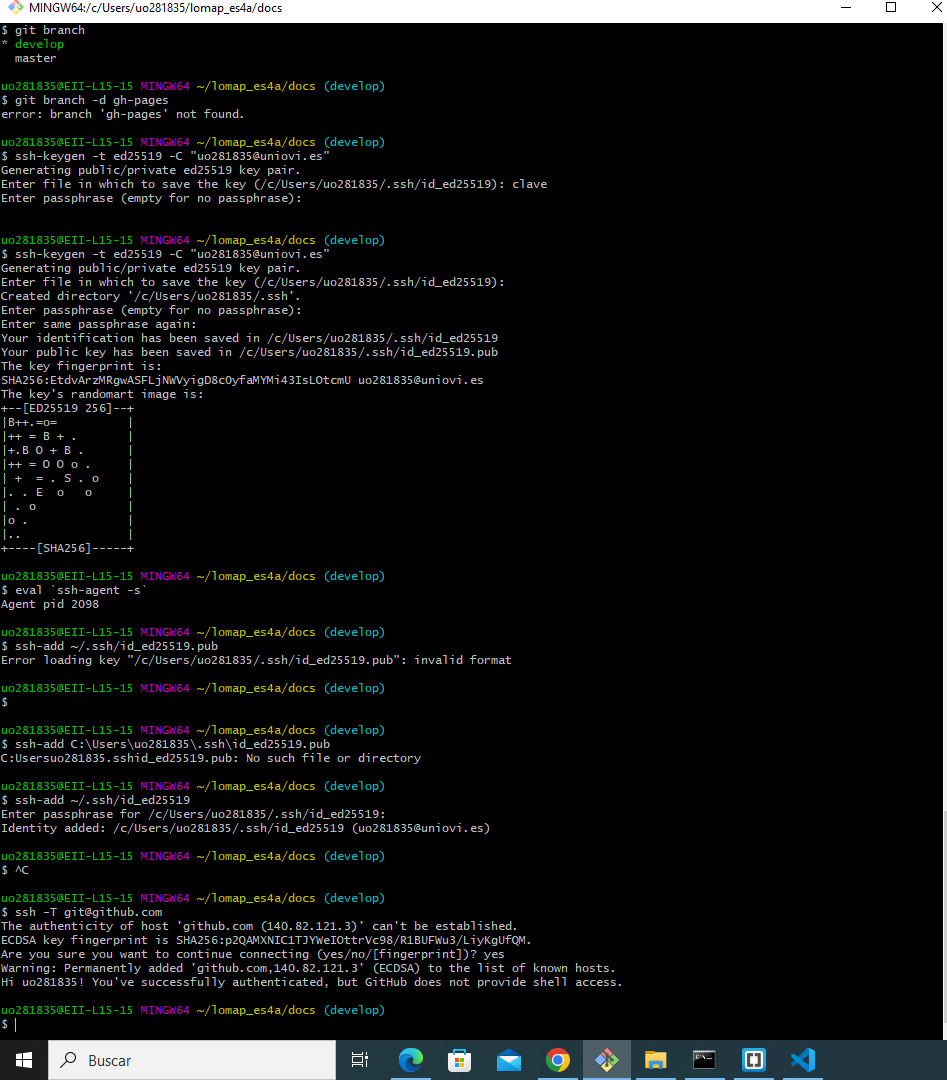 MINGW64:/c/Users/uo281835/lomap_es4a/docs
$ git branch
* develop
  master
uo281835@EII-L15-15 MINGW64 ~/lomap_es4a/docs (develop)
$ git branch -d gh-pages
error: branch 'gh-pages' not found.
uo281835@EII-L15-15 MINGW64 ~/lomap_es4a/docs (develop)
$ ssh-keygen -t ed25519 -C "uo281835@uniovi.es"
Generating public/private ed25519 key pair.
Enter file in which to save the key (/c/Users/uo281835/.ssh/id_ed25519): clave
Enter passphrase (empty for no passphrase):
uo281835@EII-L15-15 MINGW64 ~/lomap_es4a/docs (develop)
$ ssh-keygen -t ed25519 -C "uo281835@uniovi.es"
Generating public/private ed25519 key pair.
Enter file in which to save the key (/c/Users/uo281835/.ssh/id_ed25519):
Created directory '/c/Users/uo281835/.ssh'.
Enter passphrase (empty for no passphrase):
Enter same passphrase again:
Your identification has been saved in /c/Users/uo281835/.ssh/id_ed25519
Your public key has been saved in /c/Users/uo281835/.ssh/id_ed25519.pub
The key fingerprint is:
SHA256:EtdvArzMRgwASFLjNWVyigD8cOyfaMYMi43IsLOtcmU uo281835@uniovi.es
The key's randomart image is:
+--[ED25519 256]--+
|B++.=o=          |
|++ = B + .       |
|+.B O + B .      |
|++ = O O o .     |
| +  = . S . o    |
|. . E  o   o     |
| . o             |
|o .              |
|..               |
+----[SHA256]-----+
uo281835@EII-L15-15 MINGW64 ~/lomap_es4a/docs (develop)
$ eval `ssh-agent -s`
Agent pid 2098
uo281835@EII-L15-15 MINGW64 ~/lomap_es4a/docs (develop)
$ ssh-add ~/.ssh/id_ed25519.pub
Error loading key "/c/Users/uo281835/.ssh/id_ed25519.pub": invalid format
uo281835@EII-L15-15 MINGW64 ~/lomap_es4a/docs (develop)
$
uo281835@EII-L15-15 MINGW64 ~/lomap_es4a/docs (develop)
$ ssh-add C:\Users\uo281835\.ssh\id_ed25519.pub
C:Usersuo281835.sshid_ed25519.pub: No such file or directory
uo281835@EII-L15-15 MINGW64 ~/lomap_es4a/docs (develop)
$ ssh-add ~/.ssh/id_ed25519
Enter passphrase for /c/Users/uo281835/.ssh/id_ed25519:
Identity added: /c/Users/uo281835/.ssh/id_ed25519 (uo281835@uniovi.es)
uo281835@EII-L15-15 MINGW64 ~/lomap_es4a/docs (develop)
$ ^C
uo281835@EII-L15-15 MINGW64 ~/lomap_es4a/docs (develop)
$ ssh -T git@github.com
The authenticity of host 'github.com (140.82.121.3)' can't be established.
ECDSA key fingerprint is SHA256:p2QAMXNIC1TJYWeIOttrVc98/R1BUFWu3/LiyKgUfQM.
Are you sure you want to continue connecting (yes/no/[fingerprint])? yes
Warning: Permanently added 'github.com,140.82.121.3' (ECDSA) to the list of known hosts.
Hi uo281835! You've successfully authenticated, but GitHub does not provide shell access.
uo281835@EII-L15-15 MINGW64 ~/lomap_es4a/docs (develop)
$
Buscar